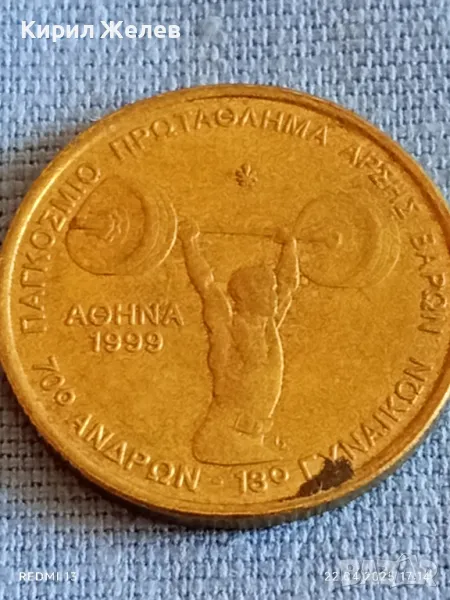 Кирил Желев
ΠΑΓΚΟΣΜΙΟ ΠΡΩΤΑΘΛΗΜΑ ΑΡΣΗΣ ΒΑΡΩΝ
ΑΘΗΝΑ
1999
70ο ΑΝΔΡΩΝ - 13ο ΓΥΝΑΙΚΩΝ
REDMI 13
22/04/2025 17:14